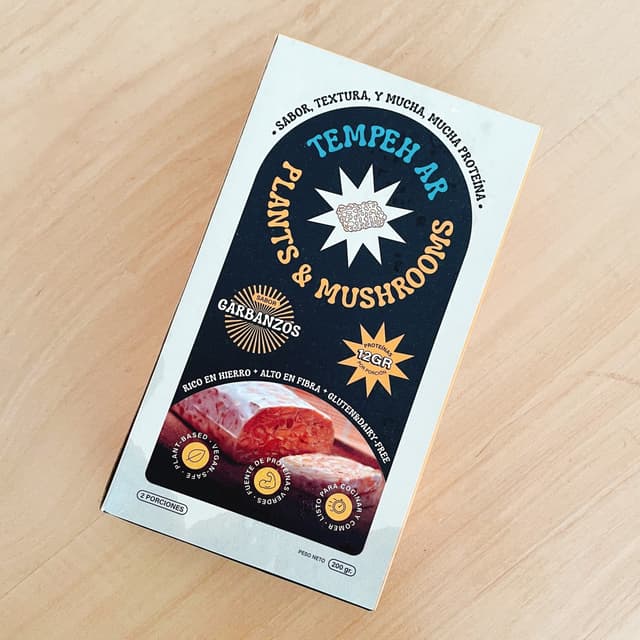 • SABOR, TEXTURA, Y MUCHA, MUCHA PROTEÍNA •
TEMPEH AR
PLANTS & MUSHROOMS
SABOR
GARBANZOS
PROTEÍNAS
12GR
POR PORCIÓN
RICO EN HIERRO * ALTO EN FIBRA * GLUTEN&DAIRY-FREE
PLANT-BASED · VEGAN SAFE ·
FUENTE DE PROTEÍNAS VERDES ·
LISTO PARA COCINAR Y COMER ·
2 PORCIONES
PESO NETO 200 gr.